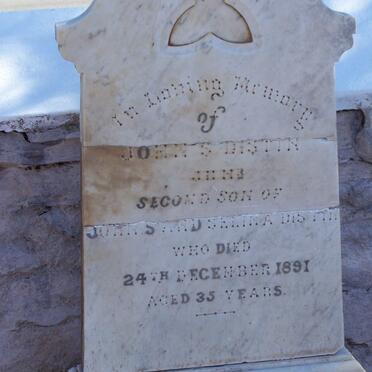 In Loving Memory
of
JOHN S DISTIN
JHNS
SECOND SON OF
JOHN S AND SELINA DISTIN
WHO DIED
24TH DECEMBER 1891
AGED 35 YEARS.